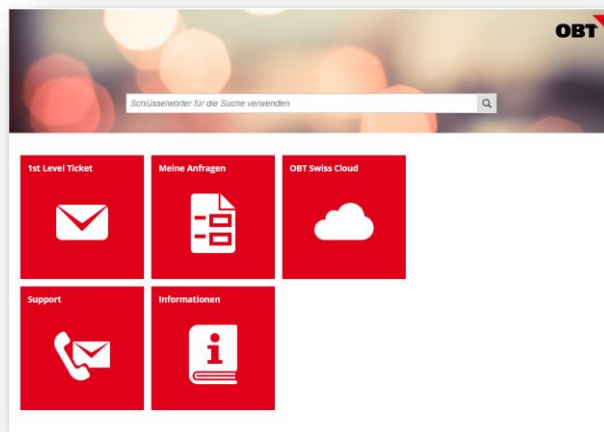 OBT
Schlüsselwörter für die Suche verwenden
1st Level Ticket
Meine Anfragen
OBT Swiss Cloud
Support
Informationen